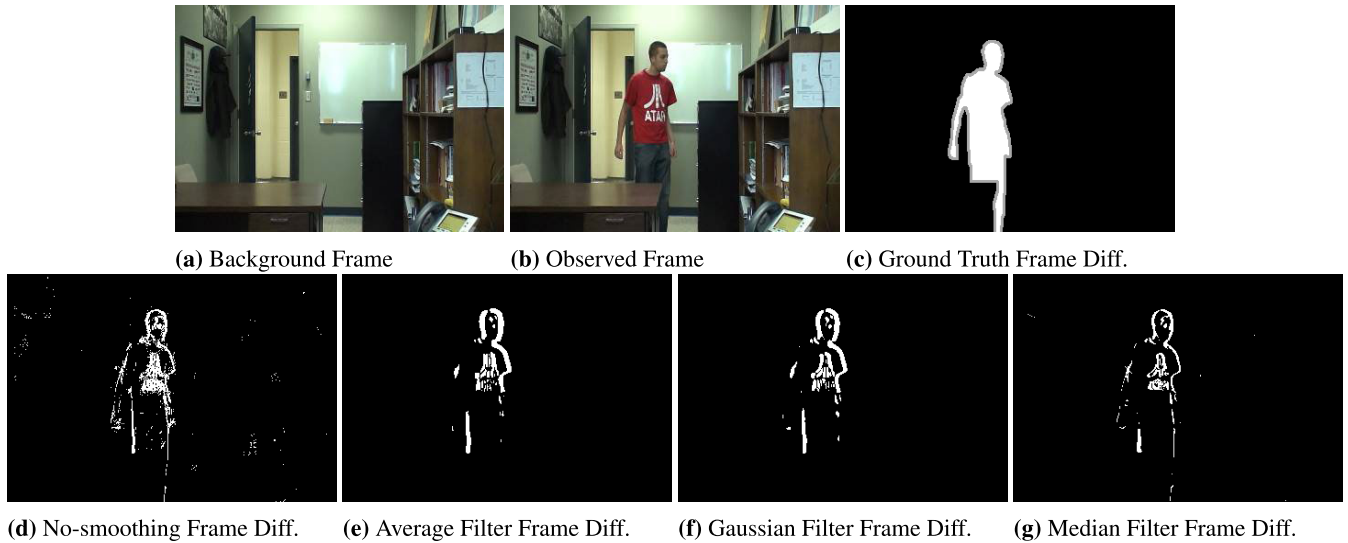 ATARI
(a) Background Frame
(b) Observed Frame
(c) Ground Truth Frame Diff.
(d) No-smoothing Frame Diff.
(e) Average Filter Frame Diff.
(f) Gaussian Filter Frame Diff.
(g) Median Filter Frame Diff.